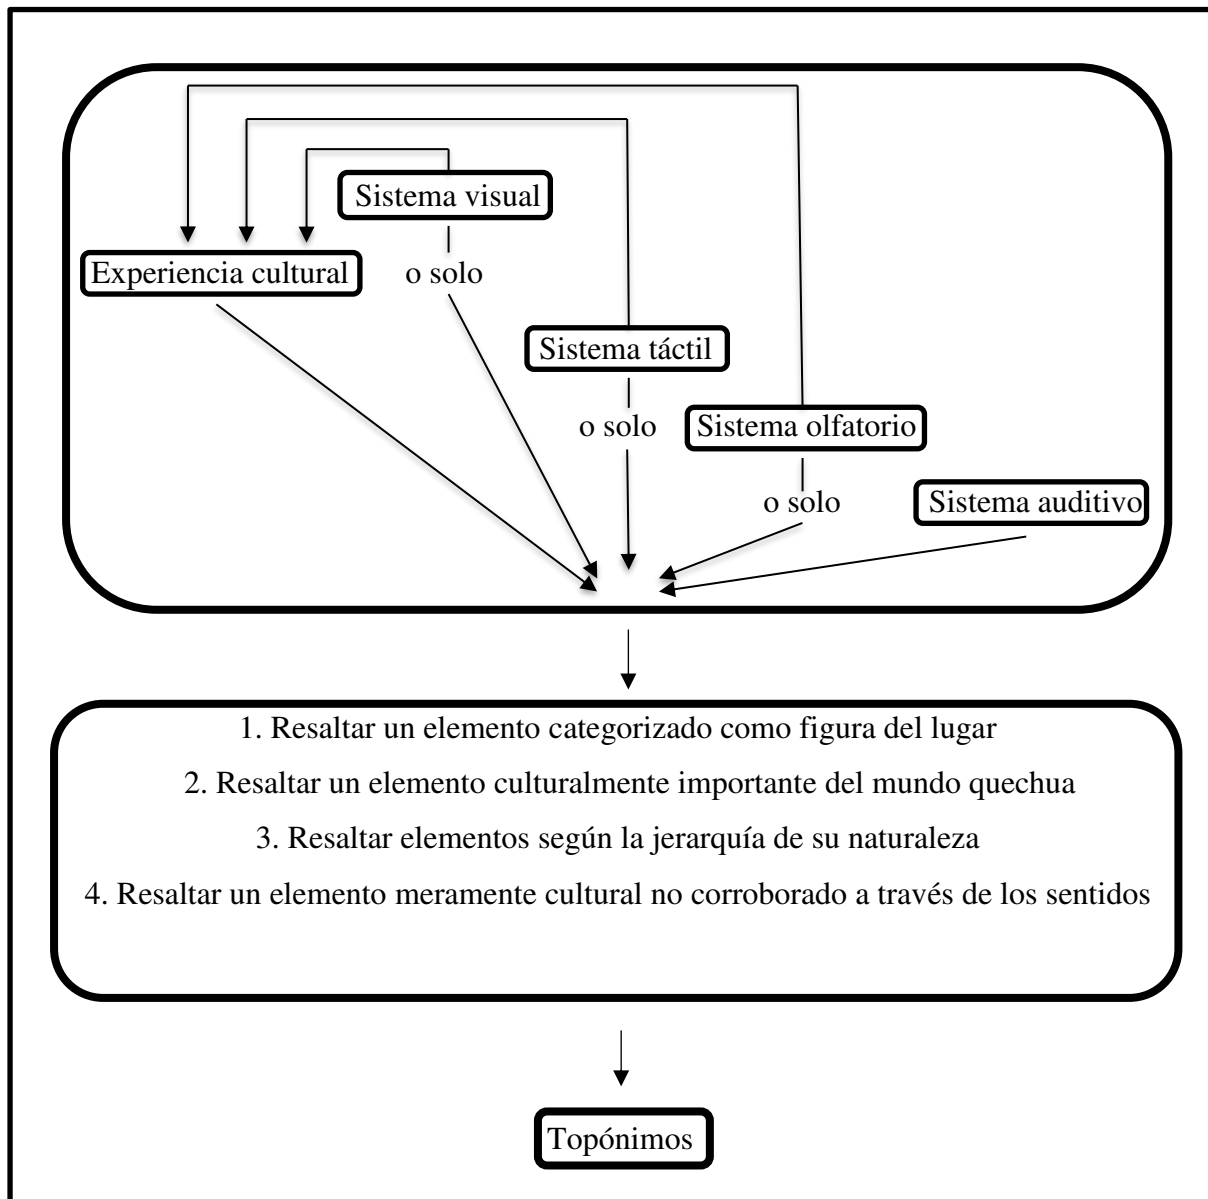 Sistema visual
Experiencia cultural
o solo
Sistema táctil
o solo
Sistema olfatorio
o solo
Sistema auditivo
1. Resaltar un elemento categorizado como figura del lugar
2. Resaltar un elemento culturalmente importante del mundo quechua
3. Resaltar elementos según la jerarquía de su naturaleza
4. Resaltar un elemento meramente cultural no corroborado a través de los sentidos
Topónimos